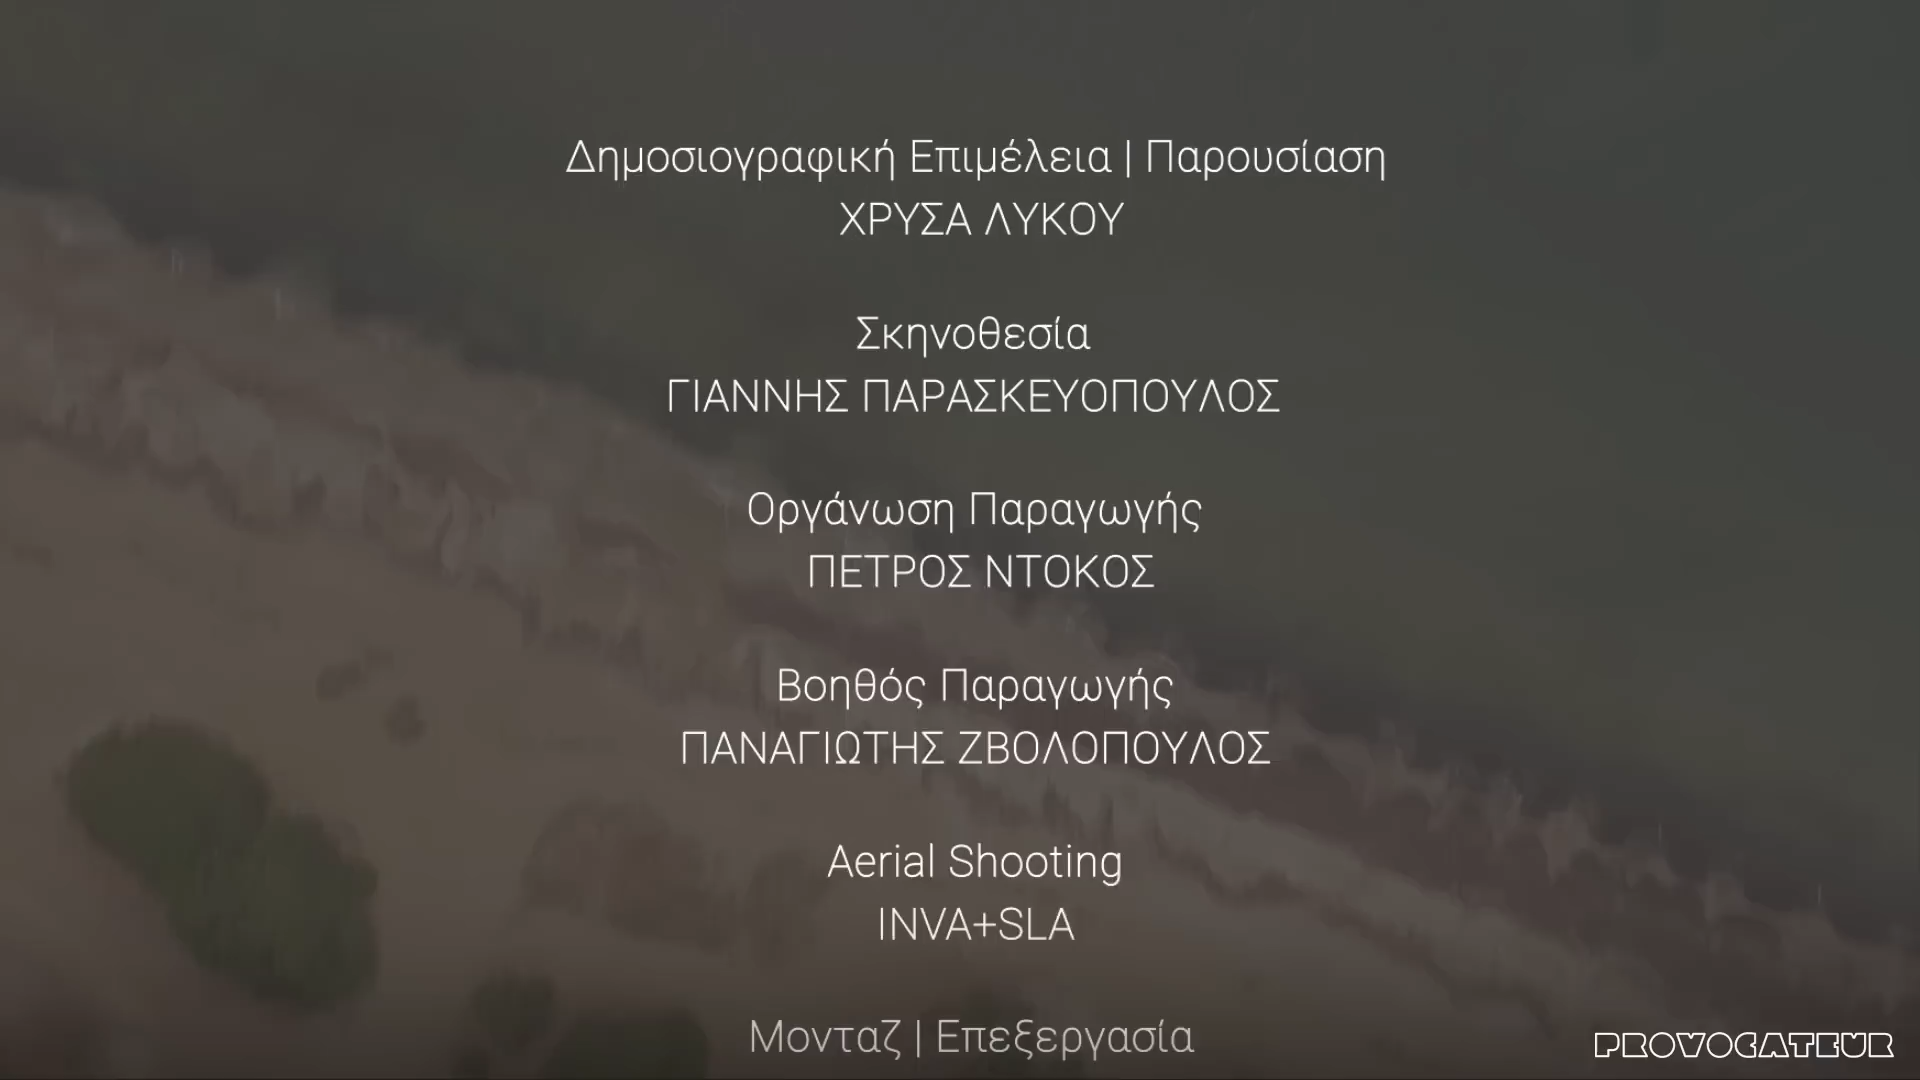 Δημοσιογραφική Επιμέλεια | Παρουσίαση
ΧΡΥΣΑ ΛΥΚΟΥ
Σκηνοθεσία
ΓΙΑΝΝΗΣ ΠΑΡΑΣΚΕΥΟΠΟΥΛΟΣ
Οργάνωση Παραγωγής
ΠΕΤΡΟΣ ΝΤΟΚΟΣ
Βοηθός Παραγωγής
ΠΑΝΑΓΙΩΤΗΣ ΖΒΟΛΟΠΟΥΛΟΣ
Aerial Shooting
INVA+SLA
Μονταζ | Επεξεργασία
PROVOCATEUR